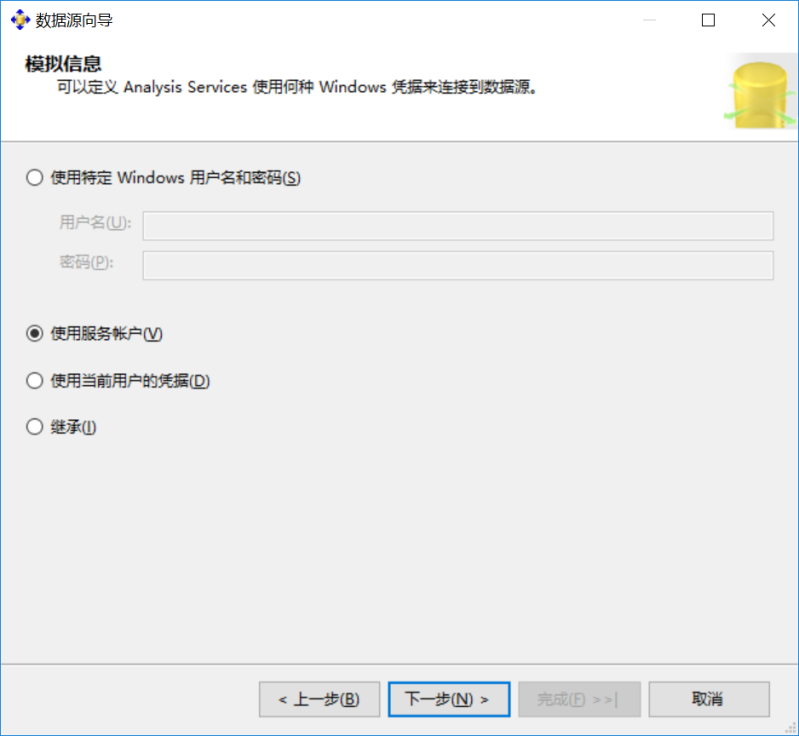 数据源向导
模拟信息
可以定义 Analysis Services 使用何种 Windows 凭据来连接到数据源。
使用特定 Windows 用户名和密码(S)
用户名(U):
密码(P):
使用服务帐户(V)
使用当前用户的凭据(D)
继承(I)
< 上一步(B)
下一步(N) >
完成(F) >>|
取消